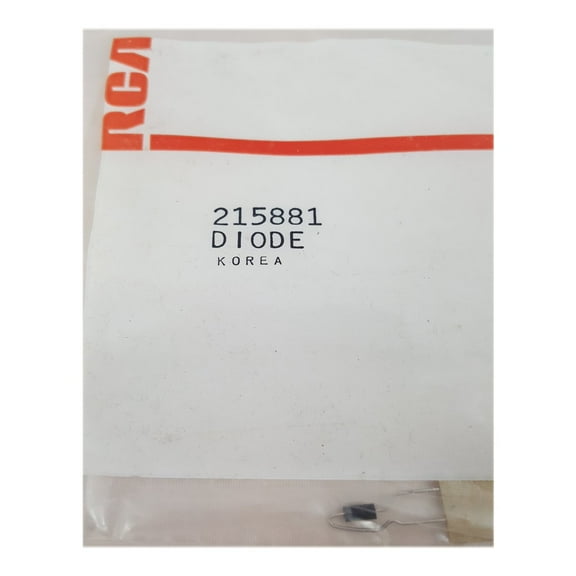 RCA
215881
DIODE
KOREA